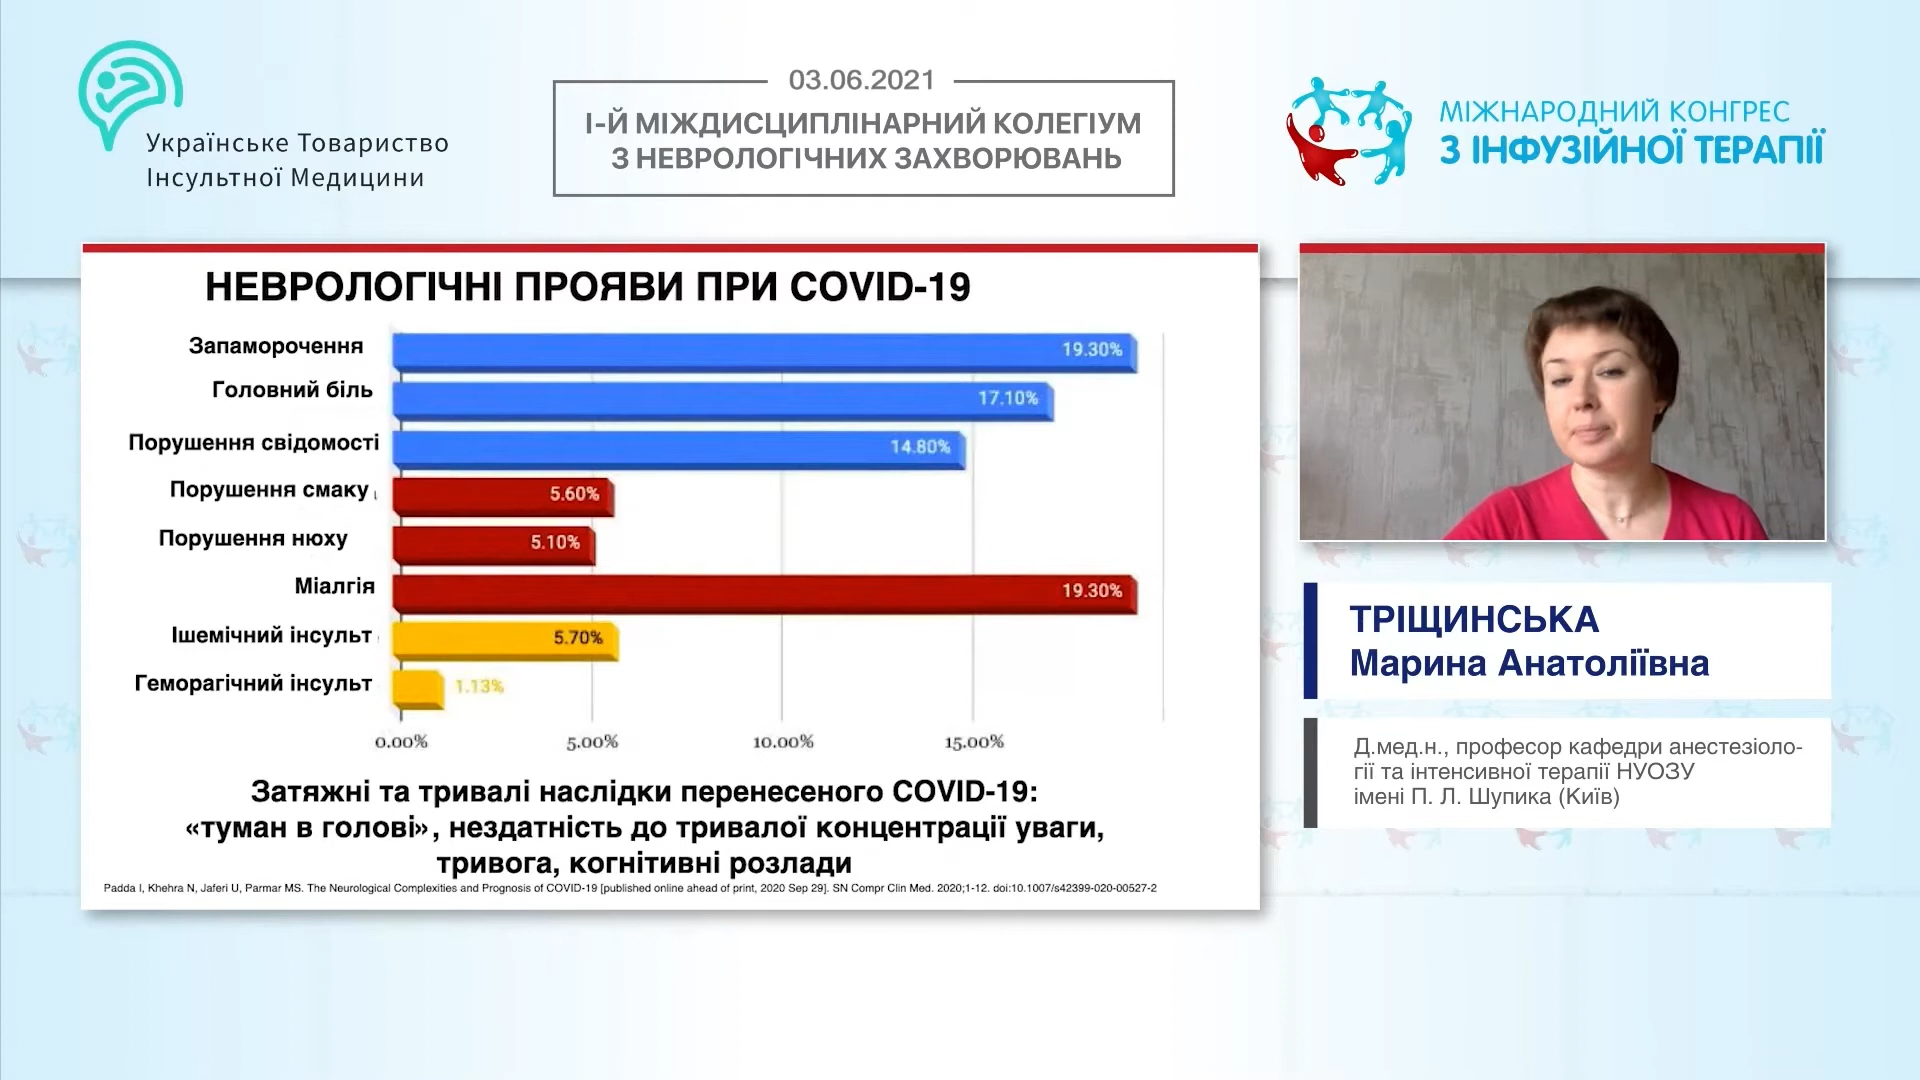 Українське Товариство
Інсультної Медицини
03.06.2021
І-Й МІЖДИСЦИПЛІНАРНИЙ КОЛЕГІУМ
З НЕВРОЛОГІЧНИХ ЗАХВОРЮВАНЬ
МІЖНАРОДНИЙ КОНГРЕС
З ІНФУЗІЙНОЇ ТЕРАПІЇ
НЕВРОЛОГІЧНІ ПРОЯВИ ПРИ COVID-19
Запаморочення 19.30%
Головний біль 17.10%
Порушення свідомості 14.80%
Порушення смаку 5.60%
Порушення нюху 5.10%
Міалгія 19.30%
Ішемічний інсульт 5.70%
Геморагічний інсульт 1.13%
0.00% 5.00% 10.00% 15.00%
Затяжні та тривалі наслідки перенесеного COVID-19:
«туман в голові», нездатність до тривалої концентрації уваги,
тривога, когнітивні розлади
Padda I, Khehra N, Jaferi U, Parmar MS. The Neurological Complexities and Prognosis of COVID-19 [published online ahead of print, 2020 Sep 29]. SN Compr Clin Med. 2020;1-12. doi:10.1007/s42399-020-00527-2
ТРІЩИНСЬКА
Марина Анатоліївна
Д.мед.н., професор кафедри анестезіоло-
гії та інтенсивної терапії НУОЗУ
імені П. Л. Шупика (Київ)